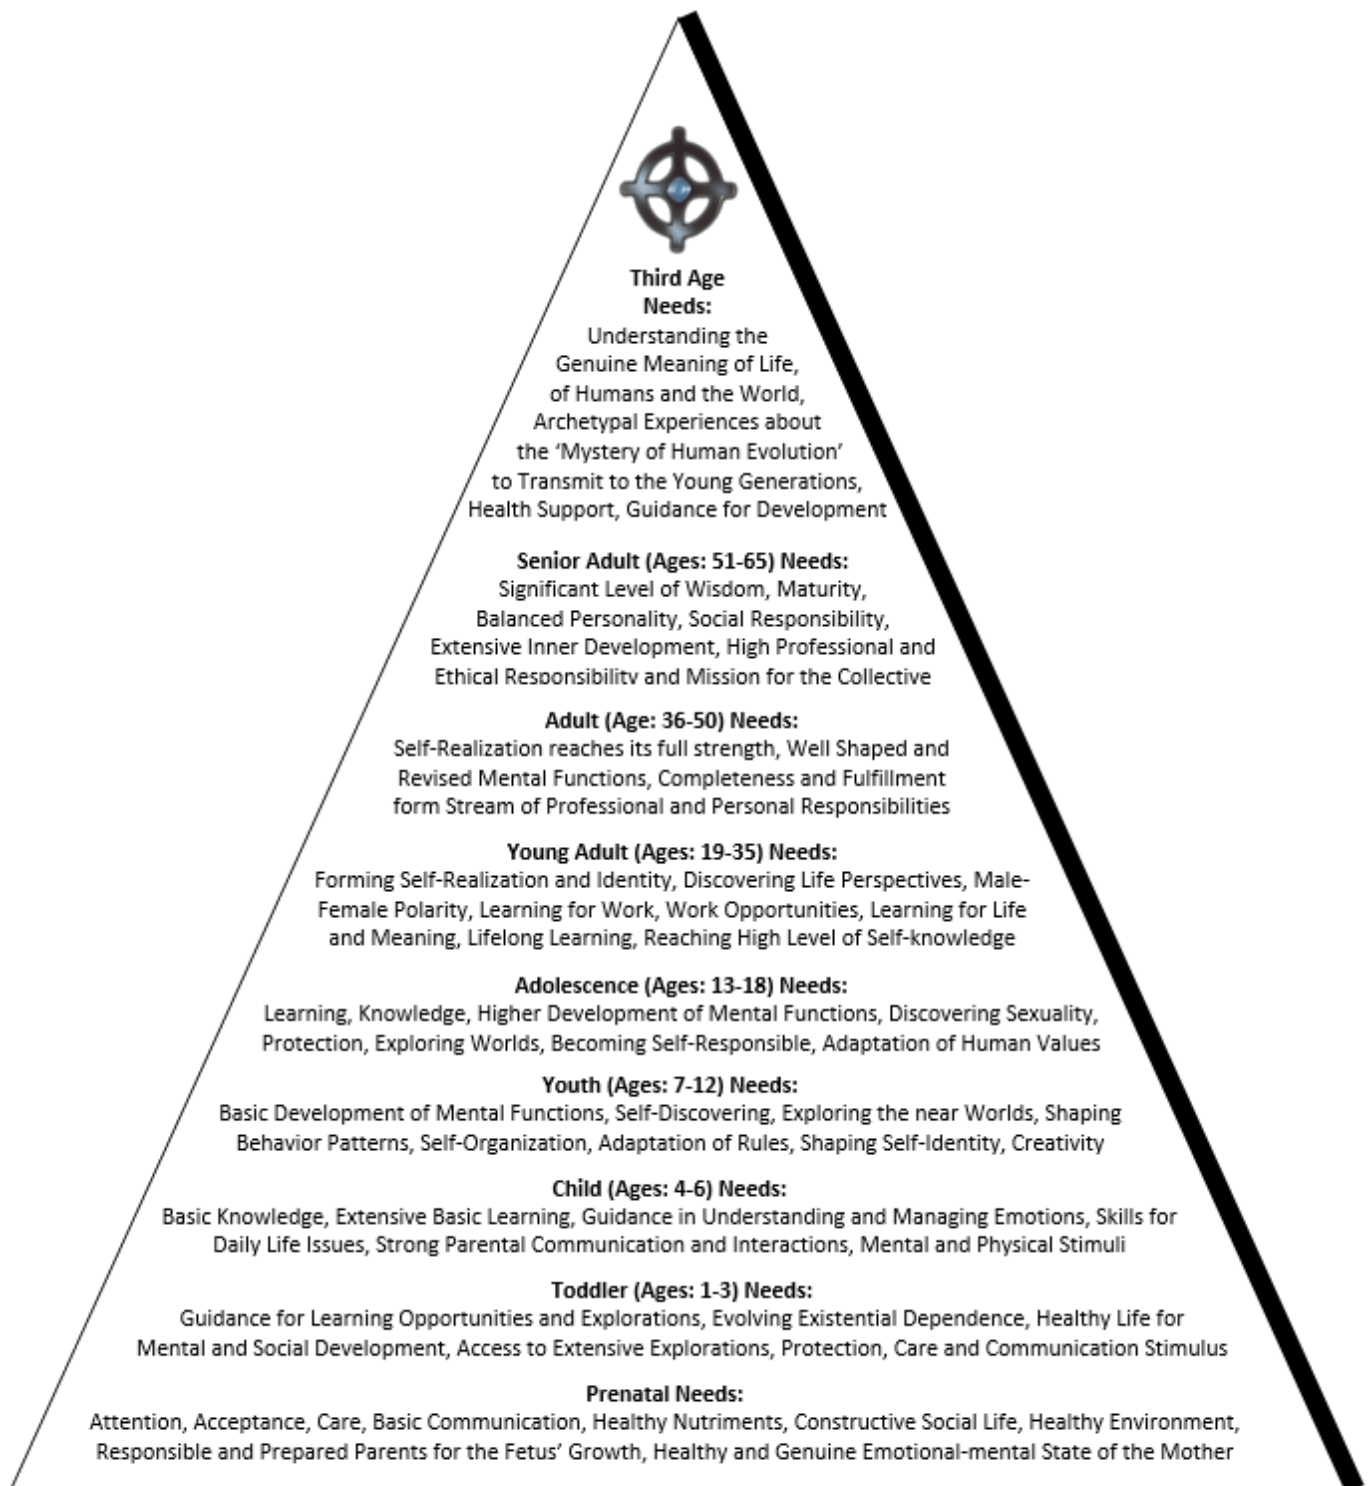 Third Age
Needs:
Understanding the
Genuine Meaning of Life,
of Humans and the World,
Archetypal Experiences about
the ‘Mystery of Human Evolution’
to Transmit to the Young Generations,
Health Support, Guidance for Development
Senior Adult (Ages: 51-65) Needs:
Significant Level of Wisdom, Maturity,
Balanced Personality, Social Responsibility,
Extensive Inner Development, High Professional and
Ethical Responsibility and Mission for the Collective
Adult (Age: 36-50) Needs:
Self-Realization reaches its full strength, Well Shaped and
Revised Mental Functions, Completeness and Fulfillment
form Stream of Professional and Personal Responsibilities
Young Adult (Ages: 19-35) Needs:
Forming Self-Realization and Identity, Discovering Life Perspectives, Male-
Female Polarity, Learning for Work, Work Opportunities, Learning for Life
and Meaning, Lifelong Learning, Reaching High Level of Self-knowledge
Adolescence (Ages: 13-18) Needs:
Learning, Knowledge, Higher Development of Mental Functions, Discovering Sexuality,
Protection, Exploring Worlds, Becoming Self-Responsible, Adaptation of Human Values
Youth (Ages: 7-12) Needs:
Basic Development of Mental Functions, Self-Discovering, Exploring the near Worlds, Shaping
Behavior Patterns, Self-Organization, Adaptation of Rules, Shaping Self-Identity, Creativity
Child (Ages: 4-6) Needs:
Basic Knowledge, Extensive Basic Learning, Guidance in Understanding and Managing Emotions, Skills for
Daily Life Issues, Strong Parental Communication and Interactions, Mental and Physical Stimuli
Toddler (Ages: 1-3) Needs:
Guidance for Learning Opportunities and Explorations, Evolving Existential Dependence, Healthy Life for
Mental and Social Development, Access to Extensive Explorations, Protection, Care and Communication Stimulus
Prenatal Needs:
Attention, Acceptance, Care, Basic Communication, Healthy Nutriments, Constructive Social Life, Healthy Environment,
Responsible and Prepared Parents for the Fetus’ Growth, Healthy and Genuine Emotional-mental State of the Mother